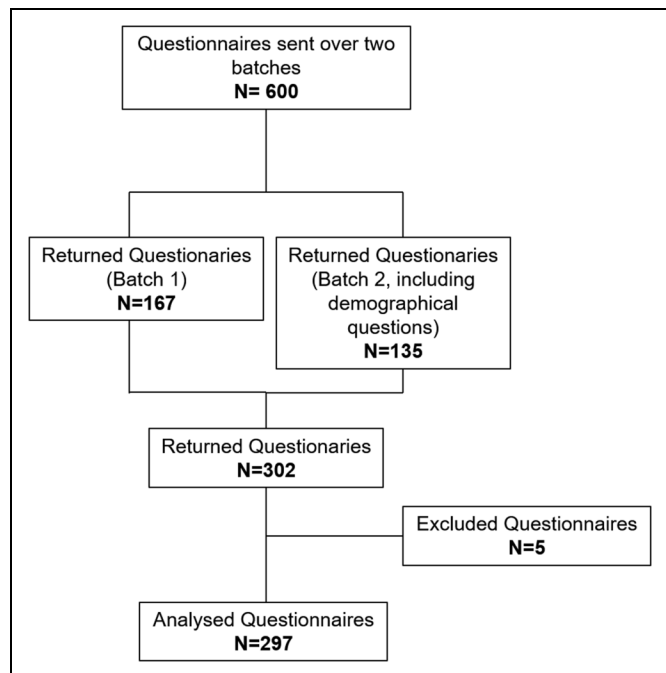 Questionnaires sent over two
batches
N= 600
Returned Questionaries
(Batch 1)
N=167
Returned Questionaries
(Batch 2, including
demographical
questions)
N=135
Returned Questionaries
N=302
Excluded Questionnaires
N=5
Analysed Questionnaires
N=297